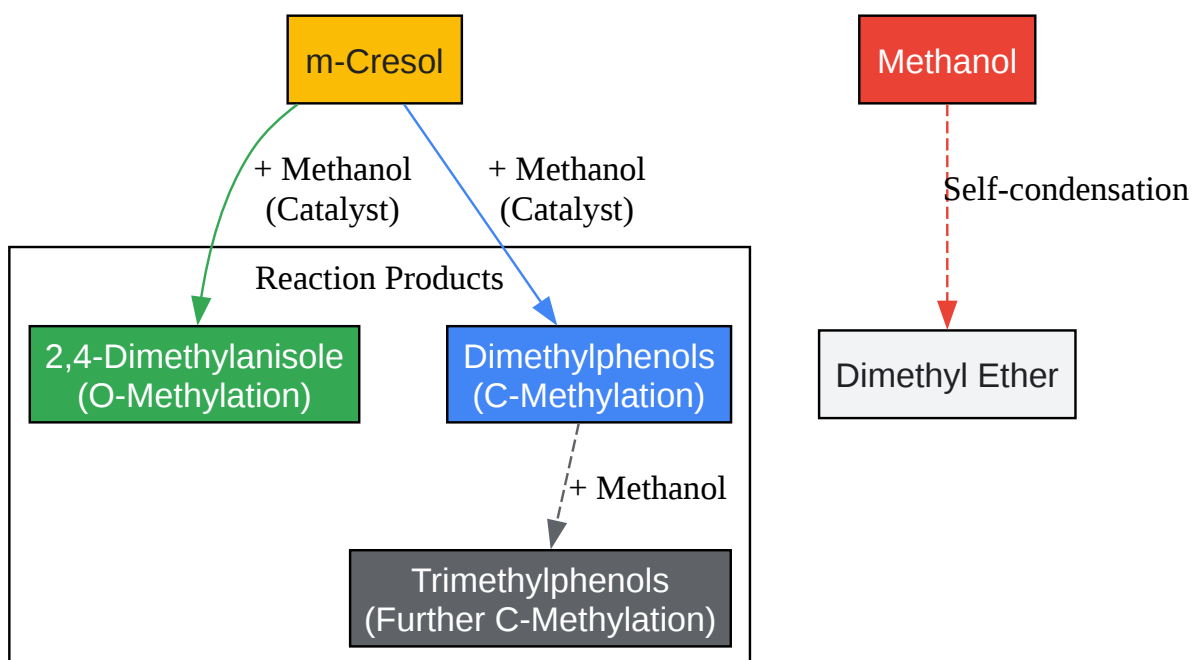 m-Cresol
Methanol
+ Methanol
(Catalyst)
+ Methanol
(Catalyst)
Self-condensation
Reaction Products
2,4-Dimethylanisole
(O-Methylation)
Dimethylphenols
(C-Methylation)
Dimethyl Ether
+ Methanol
Trimethylphenols
(Further C-Methylation)